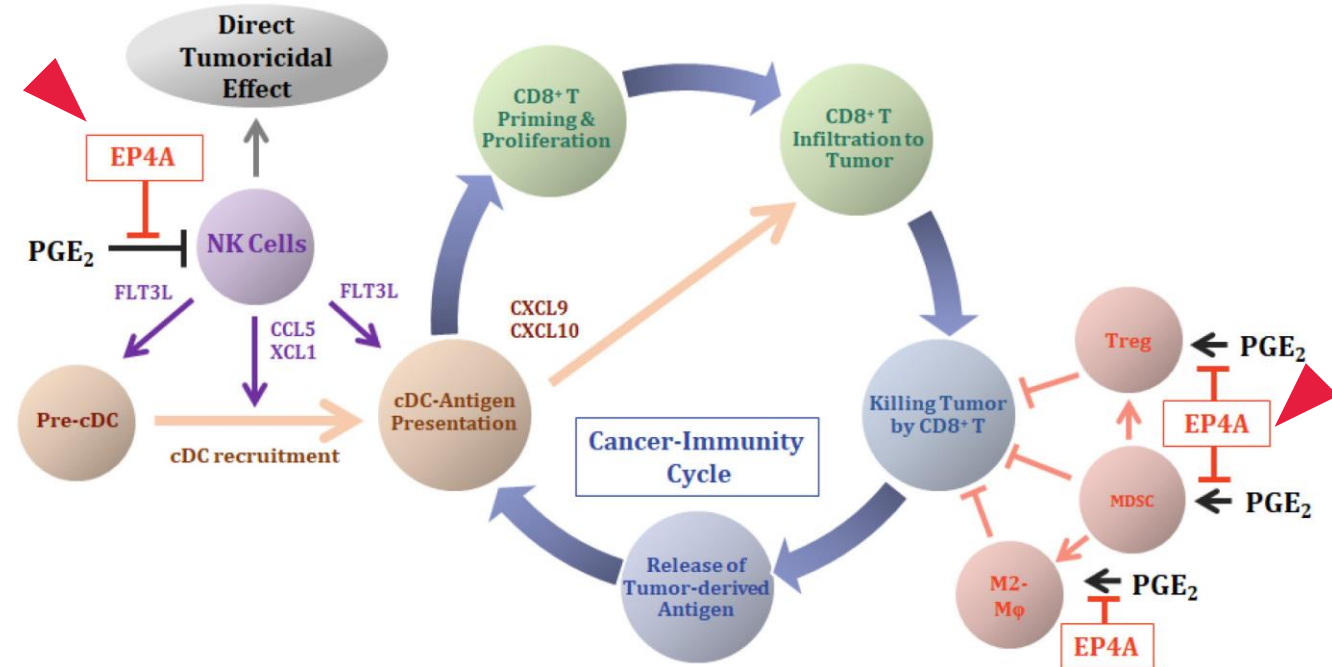 Direct
Tumoricidal
Effect
EP4A
PGE₂
NK Cells
FLT3L
CCL5
XCL1
FLT3L
Pre-cDC
cDC recruitment
cDC-Antigen
Presentation
CD8⁺ T
Priming &
Proliferation
CD8⁺ T
Infiltration to
Tumor
CXCL9
CXCL10
Cancer-Immunity
Cycle
Killing Tumor
by CD8⁺ T
Release of
Tumor-derived
Antigen
Treg
PGE₂
EP4A
MDSC
PGE₂
M2-
Mφ
PGE₂
EP4A